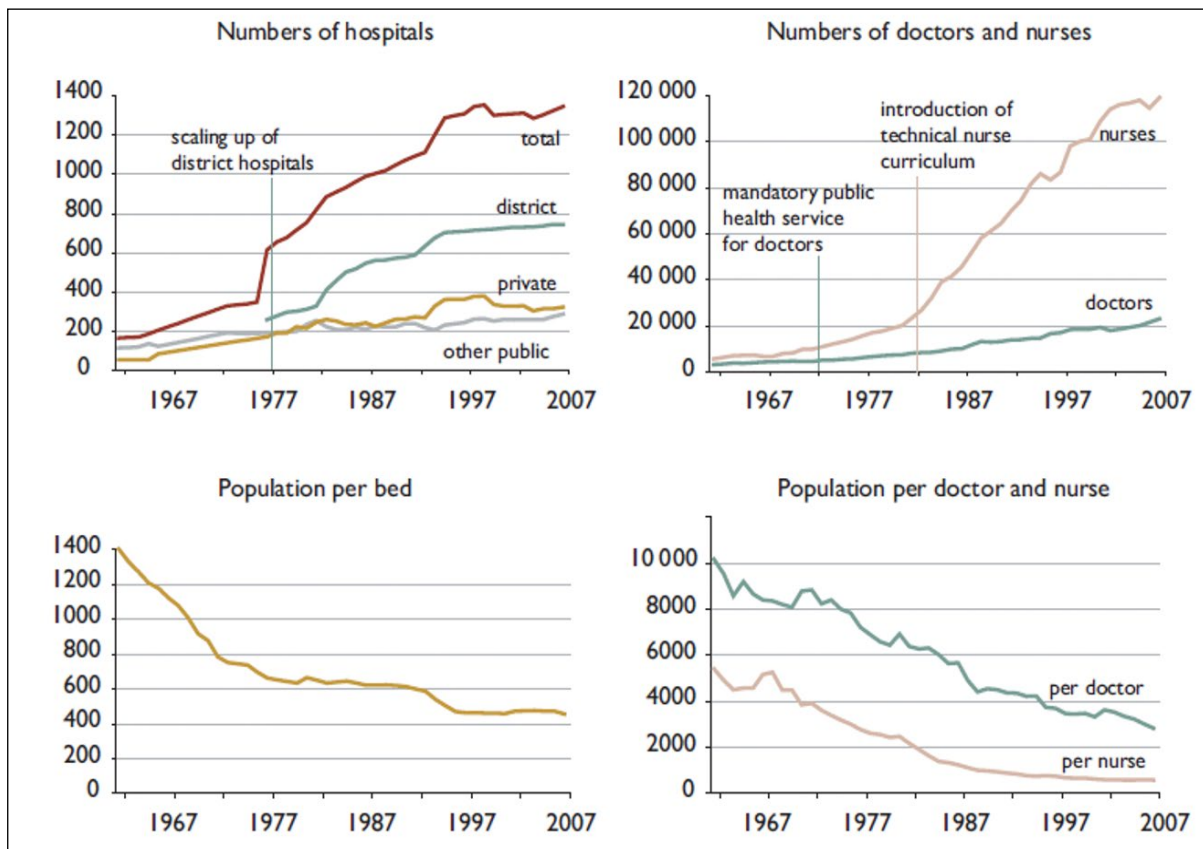 Numbers of hospitals
1400
1200
1000
800
600
400
200
0
scaling up of
district hospitals
total
district
private
other public
1967
1977
1987
1997
2007
Numbers of doctors and nurses
120 000
100 000
80 000
60 000
40 000
20 000
0
introduction of
technical nurse
curriculum
mandatory public
health service
for doctors
nurses
doctors
1967
1977
1987
1997
2007
Population per bed
1400
1200
1000
800
600
400
200
0
1967
1977
1987
1997
2007
Population per doctor and nurse
10 000
8000
6000
4000
2000
0
per doctor
per nurse
1967
1977
1987
1997
2007